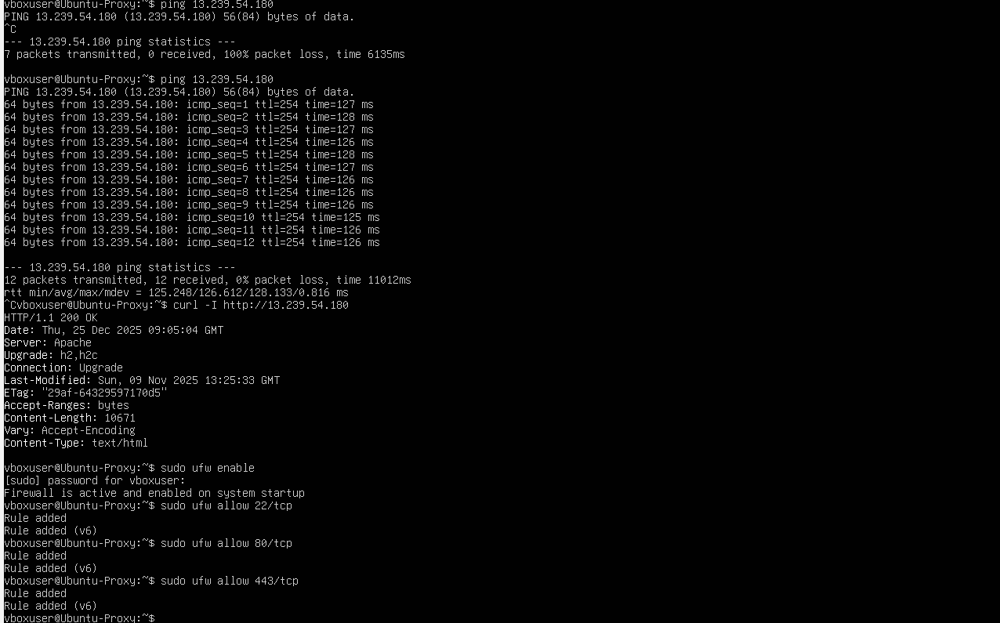 vboxuser@Ubuntu-Proxy:~$ ping 13.239.54.180
PING 13.239.54.180 (13.239.54.180) 56(84) bytes of data.
^C
--- 13.239.54.180 ping statistics ---
7 packets transmitted, 0 received, 100% packet loss, time 6135ms

vboxuser@Ubuntu-Proxy:~$ ping 13.239.54.180
PING 13.239.54.180 (13.239.54.180) 56(84) bytes of data.
64 bytes from 13.239.54.180: icmp_seq=1 ttl=254 time=127 ms
64 bytes from 13.239.54.180: icmp_seq=2 ttl=254 time=128 ms
64 bytes from 13.239.54.180: icmp_seq=3 ttl=254 time=127 ms
64 bytes from 13.239.54.180: icmp_seq=4 ttl=254 time=126 ms
64 bytes from 13.239.54.180: icmp_seq=5 ttl=254 time=128 ms
64 bytes from 13.239.54.180: icmp_seq=6 ttl=254 time=127 ms
64 bytes from 13.239.54.180: icmp_seq=7 ttl=254 time=126 ms
64 bytes from 13.239.54.180: icmp_seq=8 ttl=254 time=126 ms
64 bytes from 13.239.54.180: icmp_seq=9 ttl=254 time=126 ms
64 bytes from 13.239.54.180: icmp_seq=10 ttl=254 time=125 ms
64 bytes from 13.239.54.180: icmp_seq=11 ttl=254 time=126 ms
64 bytes from 13.239.54.180: icmp_seq=12 ttl=254 time=126 ms

--- 13.239.54.180 ping statistics ---
12 packets transmitted, 12 received, 0% packet loss, time 11012ms
rtt min/avg/max/mdev = 125.248/126.612/128.133/0.816 ms
^Cvboxuser@Ubuntu-Proxy:~$ curl -I http://13.239.54.180
HTTP/1.1 200 OK
Date: Thu, 25 Dec 2025 09:05:04 GMT
Server: Apache
Upgrade: h2,h2c
Connection: Upgrade
Last-Modified: Sun, 09 Nov 2025 13:25:33 GMT
ETag: "29af-64329597170d5"
Accept-Ranges: bytes
Content-Length: 10671
Vary: Accept-Encoding
Content-Type: text/html

vboxuser@Ubuntu-Proxy:~$ sudo ufw enable
[sudo] password for vboxuser:
Firewall is active and enabled on system startup
vboxuser@Ubuntu-Proxy:~$ sudo ufw allow 22/tcp
Rule added
Rule added (v6)
vboxuser@Ubuntu-Proxy:~$ sudo ufw allow 80/tcp
Rule added
Rule added (v6)
vboxuser@Ubuntu-Proxy:~$ sudo ufw allow 443/tcp
Rule added
Rule added (v6)
vboxuser@Ubuntu-Proxy:~$